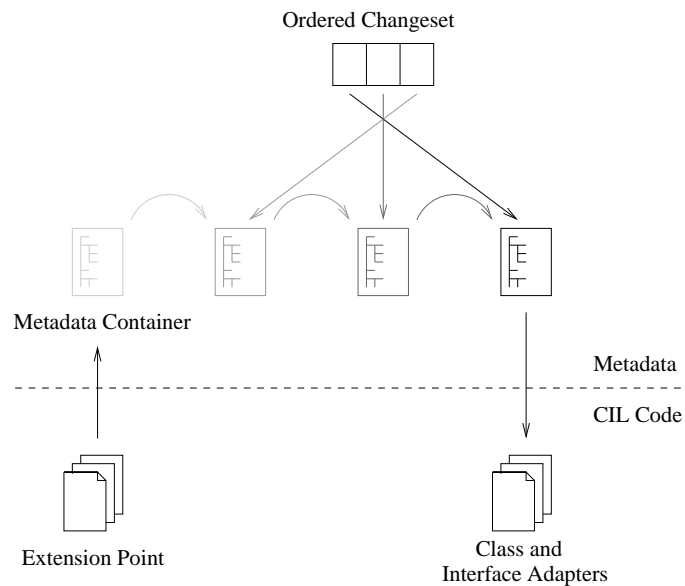 Ordered Changeset
Metadata Container
Metadata
CIL Code
Extension Point
Class and
Interface Adapters